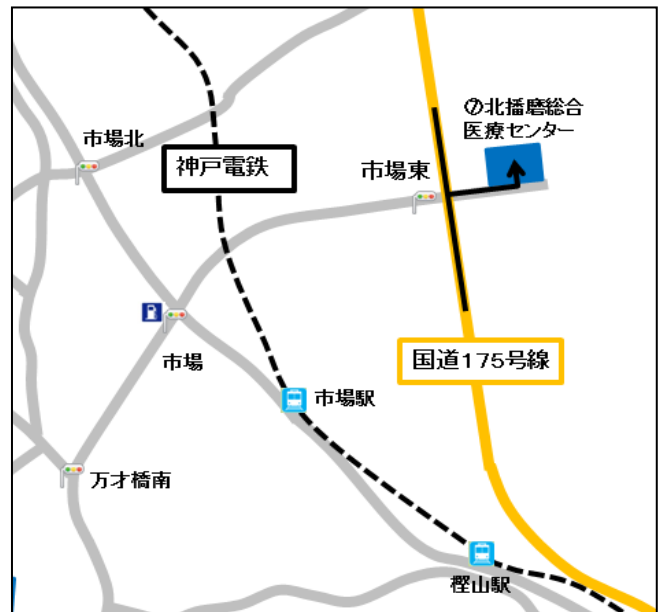 ⑦北播磨総合
医療センター
市場北
神戸電鉄
市場東
国道175号線
市場
市場駅
万才橋南
樫山駅